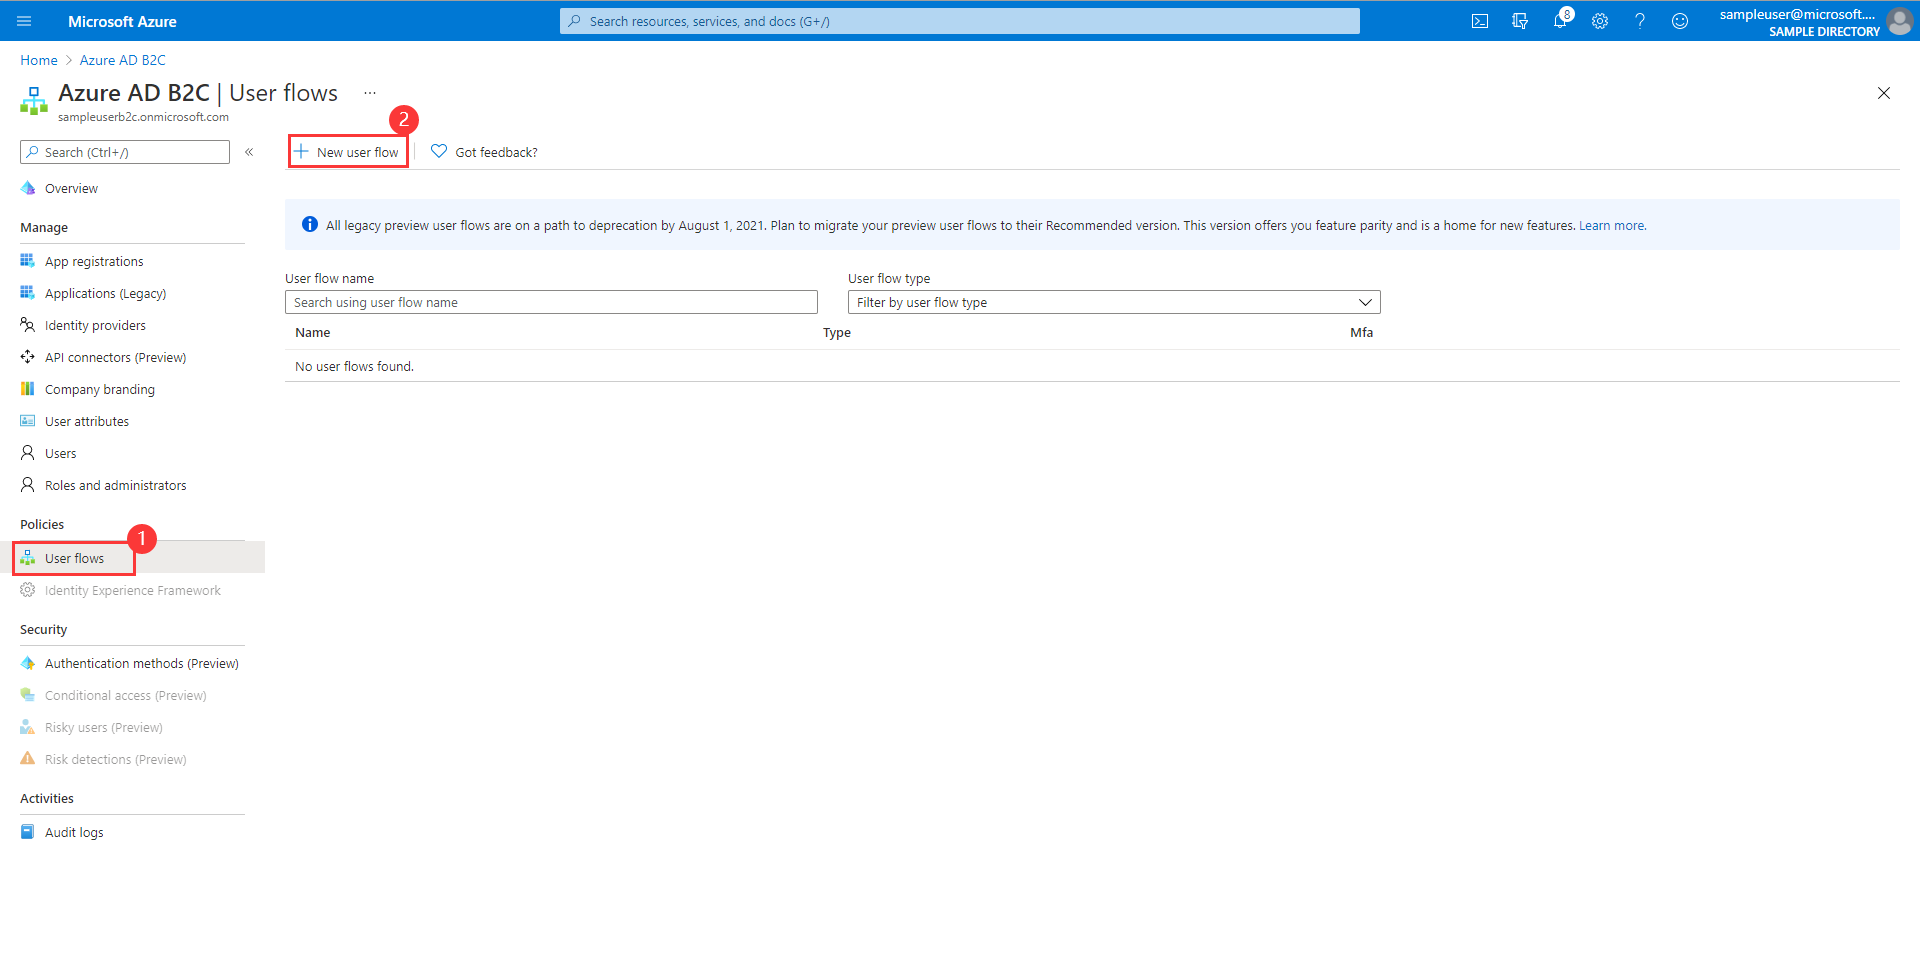 Microsoft Azure
Search resources, services, and docs (G+/)
8
sampleuser@microsoft....
SAMPLE DIRECTORY
Home > Azure AD B2C
Azure AD B2C | User flows ...
sampleuserb2c.onmicrosoft.com
2
Search (Ctrl+/) «
New user flow
Got feedback?
Overview
Manage
App registrations
Applications (Legacy)
Identity providers
API connectors (Preview)
Company branding
User attributes
Users
Roles and administrators
Policies
1
User flows
Identity Experience Framework
Security
Authentication methods (Preview)
Conditional access (Preview)
Risky users (Preview)
Risk detections (Preview)
Activities
Audit logs
All legacy preview user flows are on a path to deprecation by August 1, 2021. Plan to migrate your preview user flows to their Recommended version. This version offers you feature parity and is a home for new features. Learn more.
User flow name
Search using user flow name
User flow type
Filter by user flow type
Name Type Mfa
No user flows found.